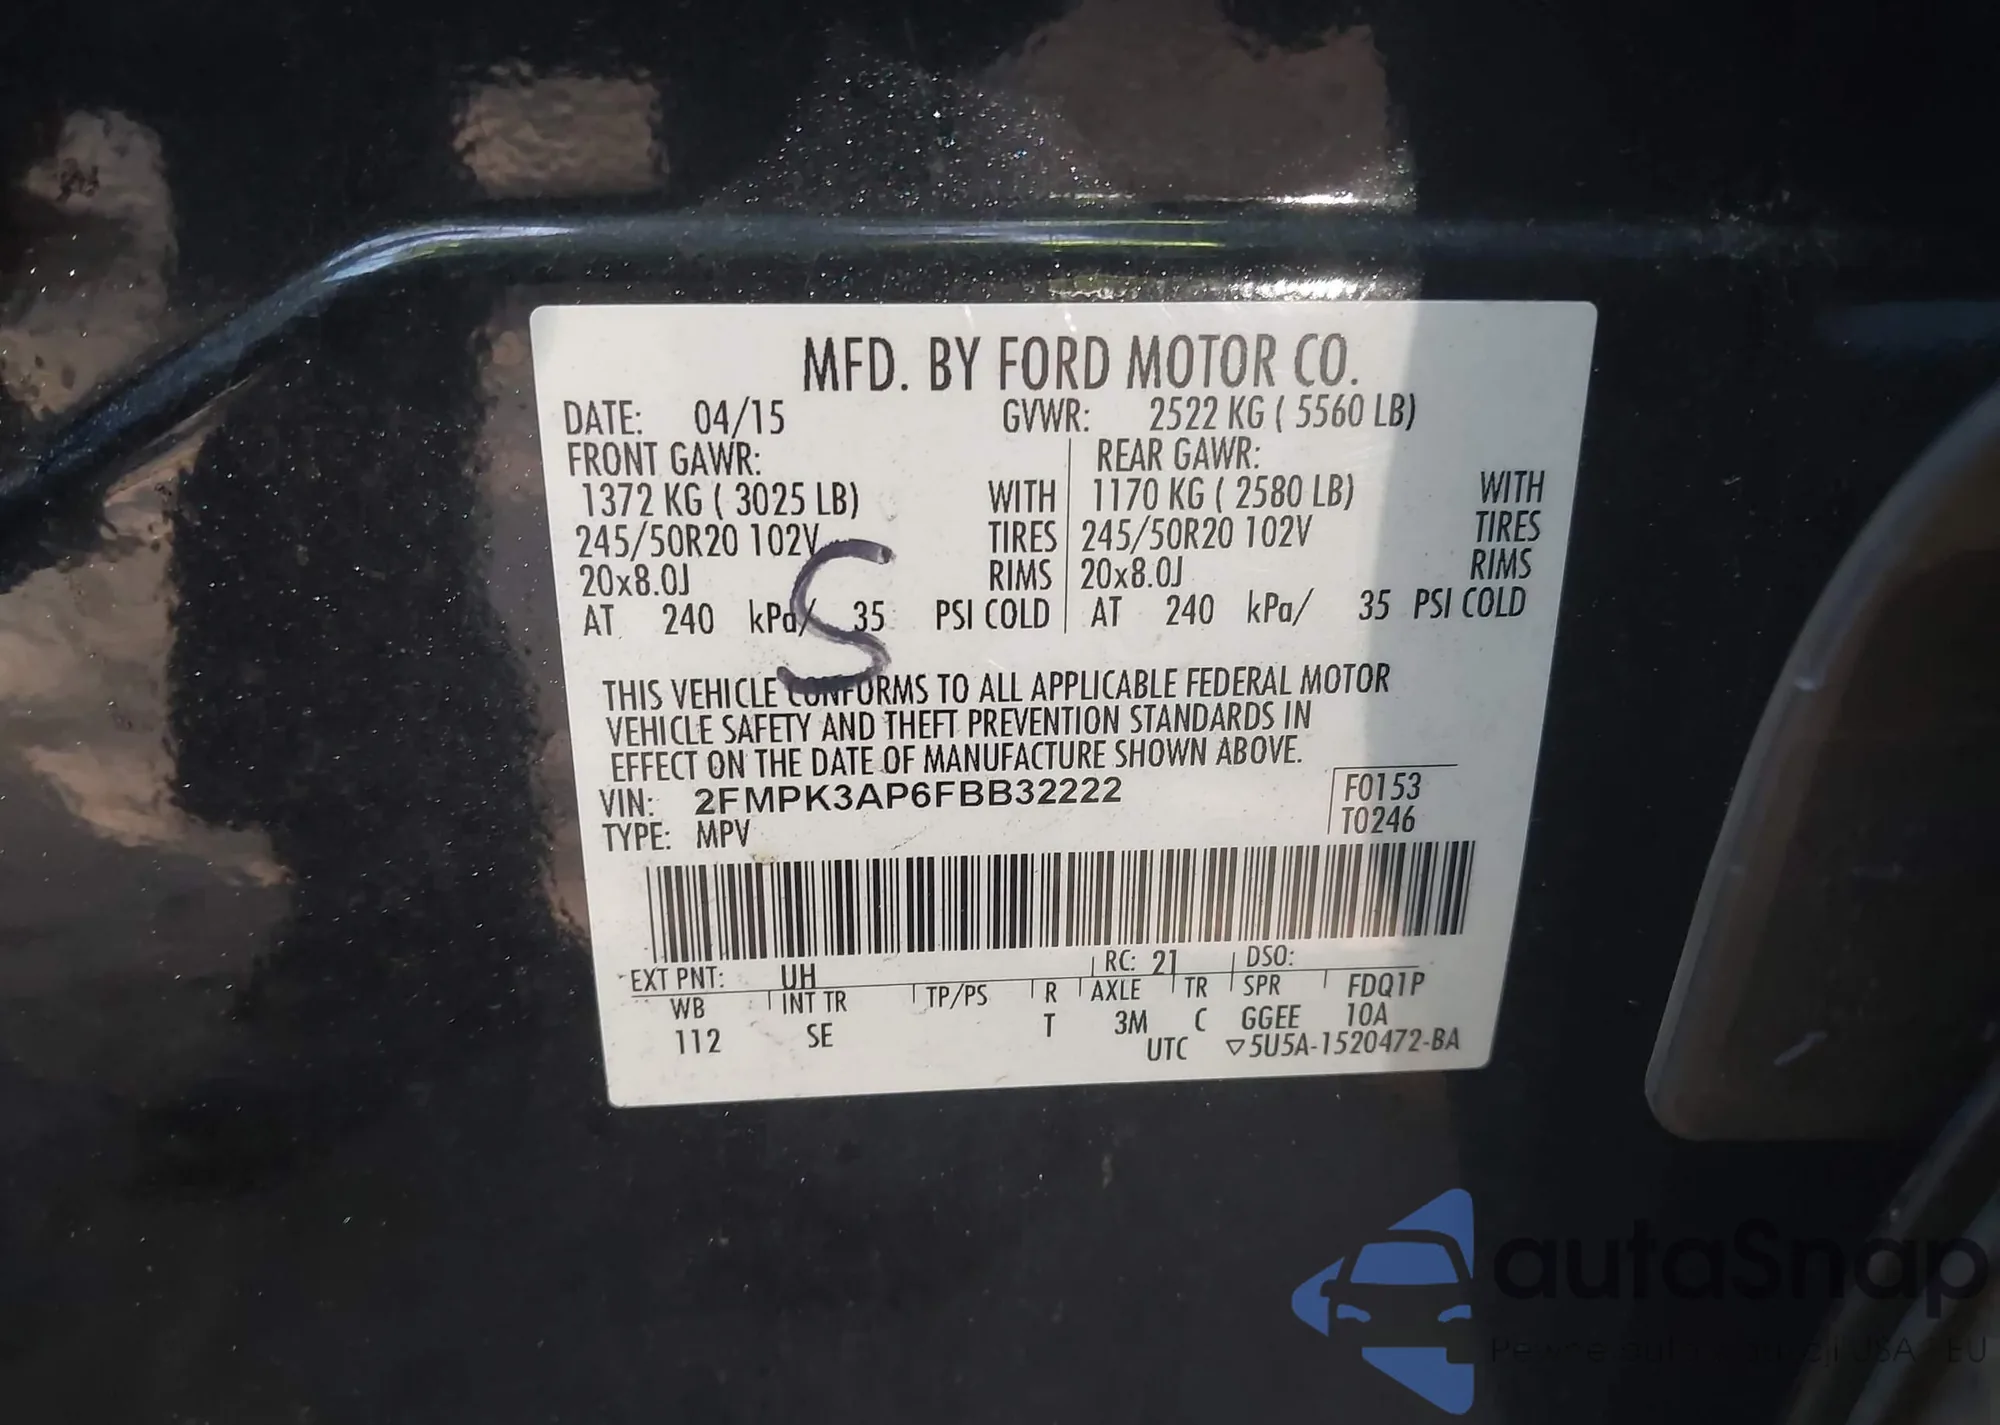 MFD. BY FORD MOTOR CO.
DATE: 04/15 GVWR: 2522 KG ( 5560 LB)
FRONT GAWR: REAR GAWR:
1372 KG ( 3025 LB) WITH 1170 KG ( 2580 LB) WITH
245/50R20 102V TIRES 245/50R20 102V TIRES
20x8.0J RIMS 20x8.0J RIMS
AT 240 kPa/ 35 PSI COLD AT 240 kPa/ 35 PSI COLD
S
THIS VEHICLE CONFORMS TO ALL APPLICABLE FEDERAL MOTOR
VEHICLE SAFETY AND THEFT PREVENTION STANDARDS IN
EFFECT ON THE DATE OF MANUFACTURE SHOWN ABOVE.
VIN: 2FMPK3AP6FBB32222 F0153
TYPE: MPV T0246
EXT PNT: UH RC: 21 DSO:
WB INT TR TP/PS R AXLE TR SPR FDQ1P
112 SE T 3M C GGEE 10A
UTC ▽5U5A-1520472-BA
autaSnap
USA EU